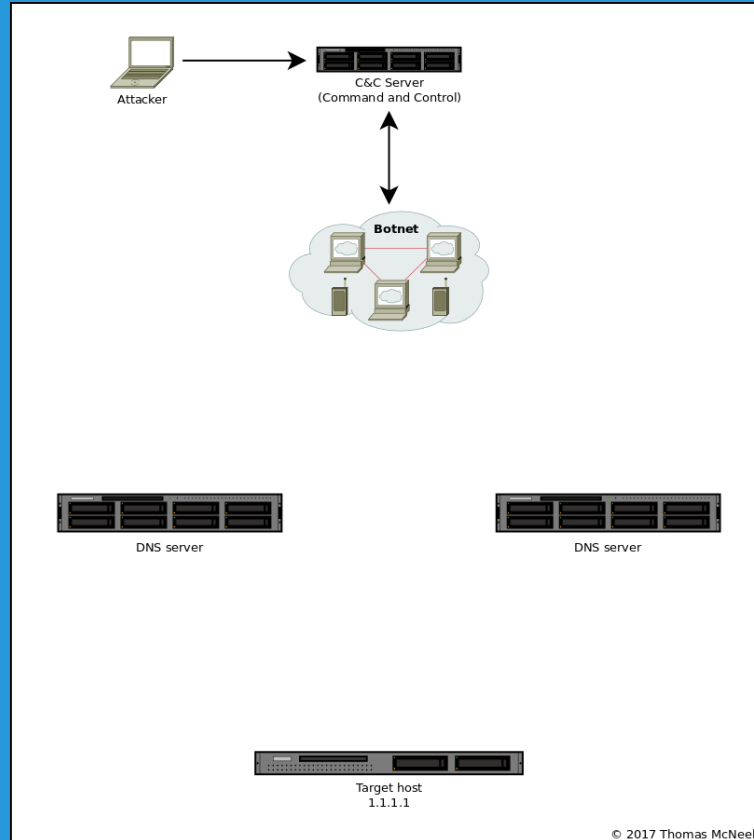 Attacker
C&C Server
(Command and Control)
Botnet
DNS server
DNS server
Target host
1.1.1.1
© 2017 Thomas McNeel